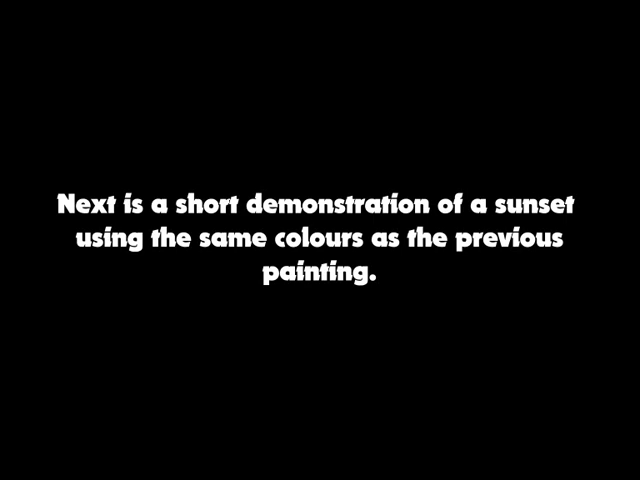 Next is a short demonstration of a sunset
using the same colours as the previous
painting.